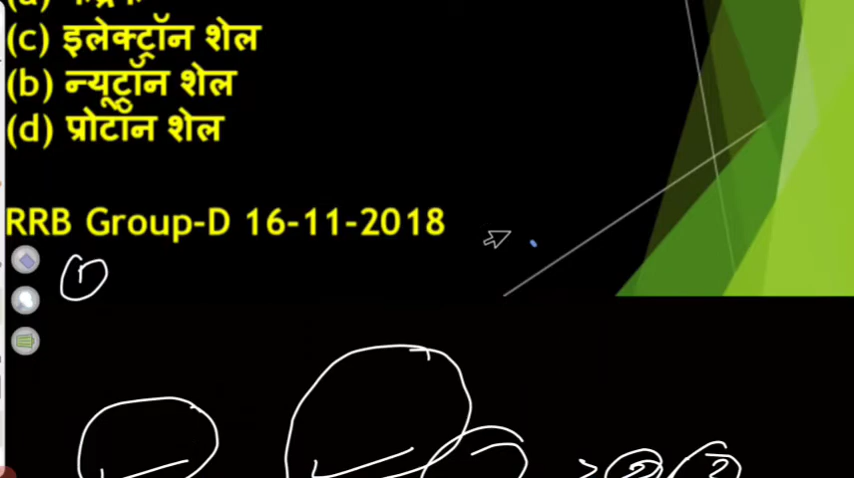 (c) इलेक्ट्रॉन शेल
(b) न्यूट्रॉन शेल
(d) प्रोटॉन शेल
RRB Group-D 16-11-2018